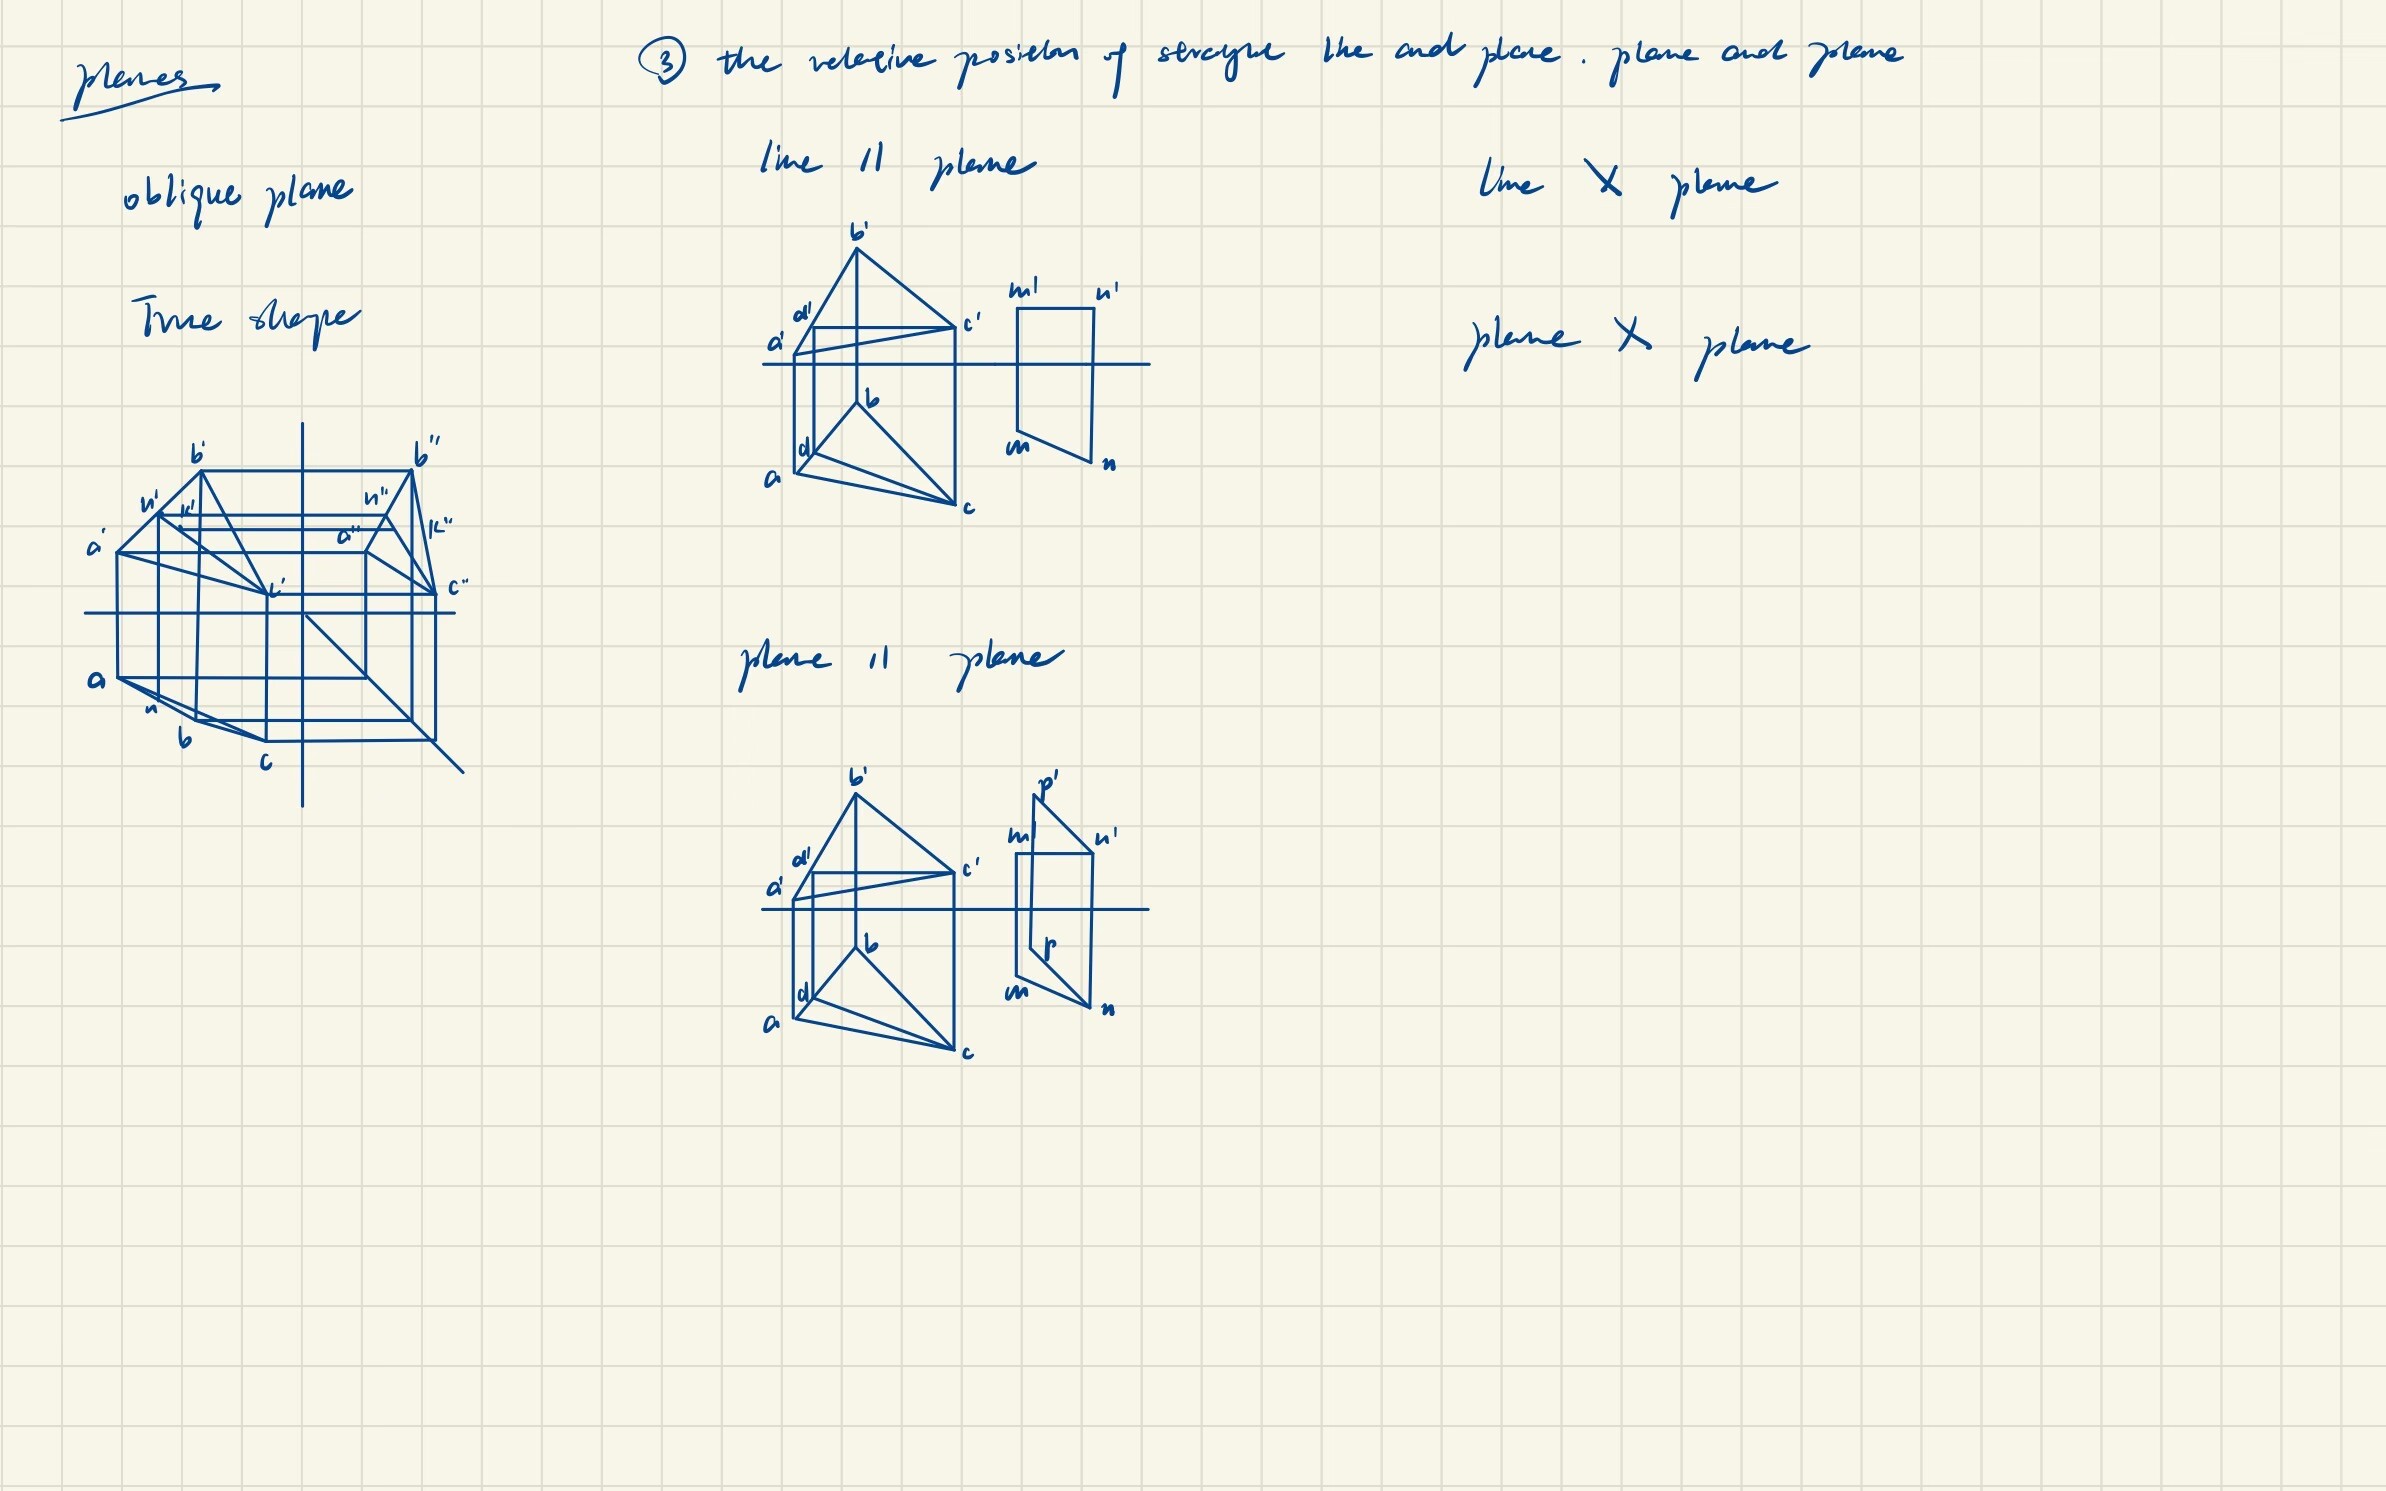 planes
③ the relative position of straight line and plane. plane and plane
oblique plane
True shape
line // plane
line X plane
plane X plane
b'
d'
a'
c'
m'
n'
b
d
a
c
m
n
b'
b''
n'
k'
n''
a''
k''
a'
c'
c''
a
n
b
c
plane // plane
b'
p'
d'
a'
c'
m'
n'
b
p
d
a
c
m
n